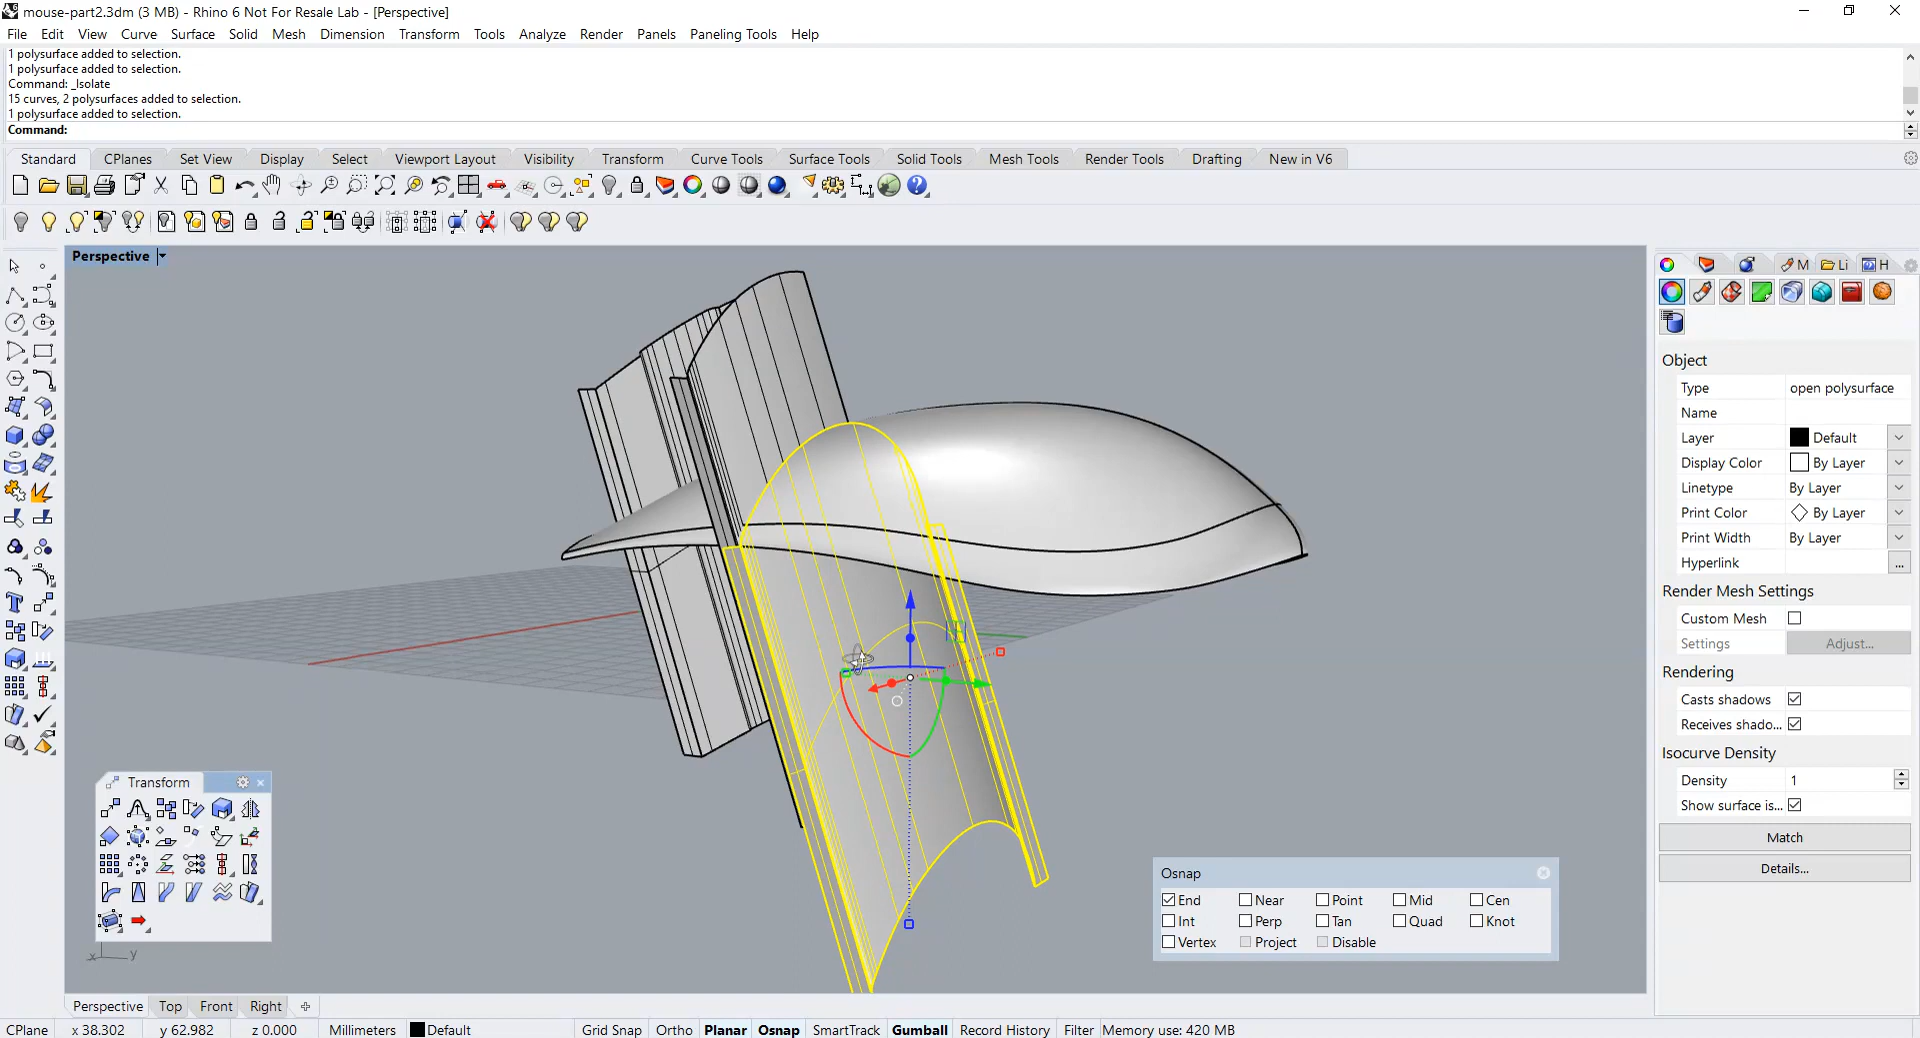 mouse-part2.3dm (3 MB) - Rhino 6 Not For Resale Lab - [Perspective]
File Edit View Curve Surface Solid Mesh Dimension Transform Tools Analyze Render Panels Paneling Tools Help
1 polysurface added to selection.
1 polysurface added to selection.
Command: _Isolate
15 curves, 2 polysurfaces added to selection.
1 polysurface added to selection.
Command:
Standard CPlanes Set View Display Select Viewport Layout Visibility Transform Curve Tools Surface Tools Solid Tools Mesh Tools Render Tools Drafting New in V6
Perspective
M Li H
Object
Type open polysurface
Name
Layer Default
Display Color By Layer
Linetype By Layer
Print Color By Layer
Print Width By Layer
Hyperlink ...
Render Mesh Settings
Custom Mesh
Settings Adjust...
Rendering
Casts shadows
Receives shado...
Isocurve Density
Density 1
Show surface is...
Match
Details...
Transform
x y
Osnap
End Near Point Mid Cen
Int Perp Tan Quad Knot
Vertex Project Disable
Perspective Top Front Right
CPlane x 38.302 y 62.982 z 0.000 Millimeters Default Grid Snap Ortho Planar Osnap SmartTrack Gumball Record History Filter Memory use: 420 MB